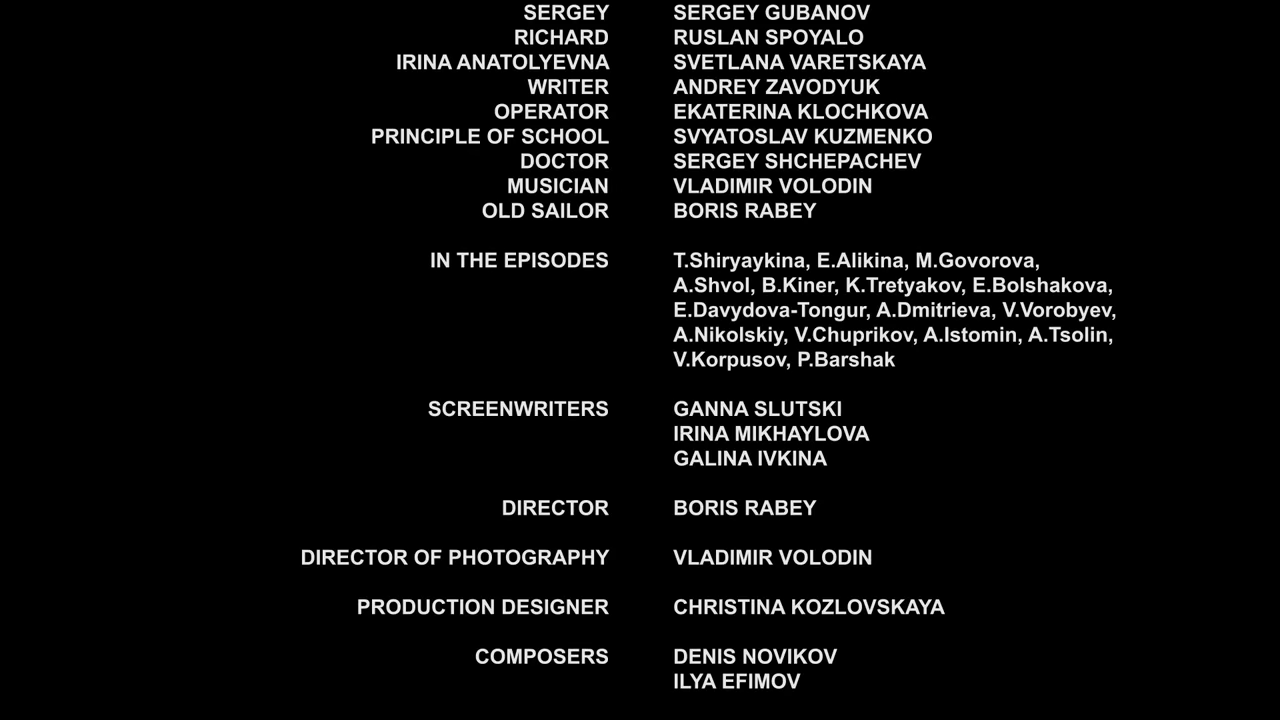 SERGEY SERGEY GUBANOV
RICHARD RUSLAN SPOYALO
IRINA ANATOLYEVNA SVETLANA VARETSKAYA
WRITER ANDREY ZAVODYUK
OPERATOR EKATERINA KLOCHKOVA
PRINCIPLE OF SCHOOL SVYATOSLAV KUZMENKO
DOCTOR SERGEY SHCHEPACHEV
MUSICIAN VLADIMIR VOLODIN
OLD SAILOR BORIS RABEY
IN THE EPISODES T.Shiryaykina, E.Alikina, M.Govorova,
A.Shvol, B.Kiner, K.Tretyakov, E.Bolshakova,
E.Davydova-Tongur, A.Dmitrieva, V.Vorobyev,
A.Nikolskiy, V.Chuprikov, A.Istomin, A.Tsolin,
V.Korpusov, P.Barshak
SCREENWRITERS GANNA SLUTSKI
IRINA MIKHAYLOVA
GALINA IVKINA
DIRECTOR BORIS RABEY
DIRECTOR OF PHOTOGRAPHY VLADIMIR VOLODIN
PRODUCTION DESIGNER CHRISTINA KOZLOVSKAYA
COMPOSERS DENIS NOVIKOV
ILYA EFIMOV